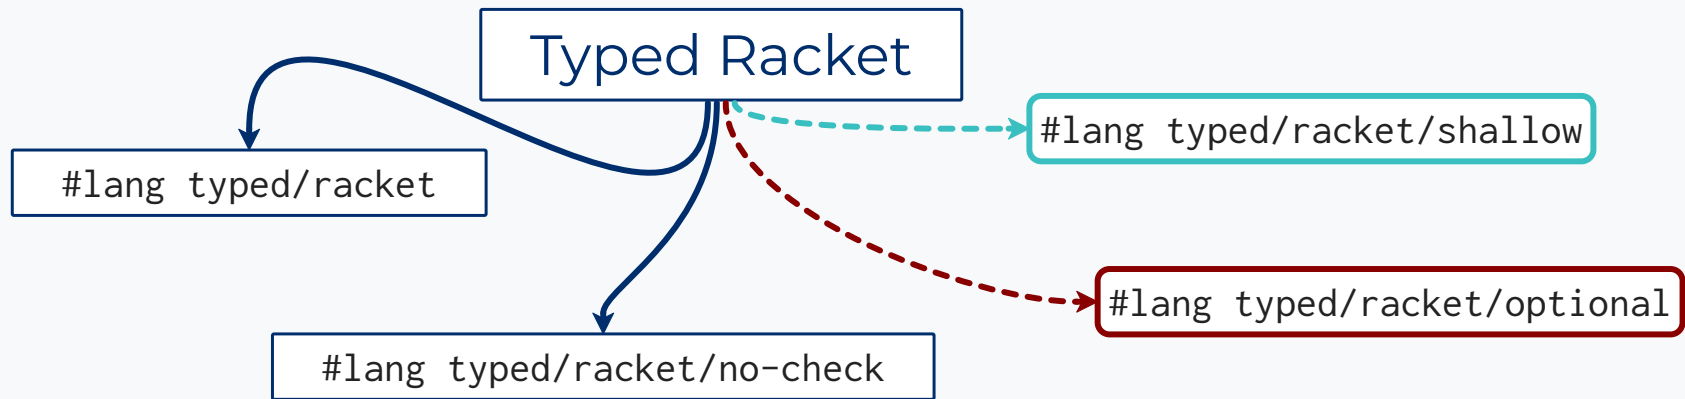 Typed Racket
#lang typed/racket/shallow
#lang typed/racket
#lang typed/racket/optional
#lang typed/racket/no-check